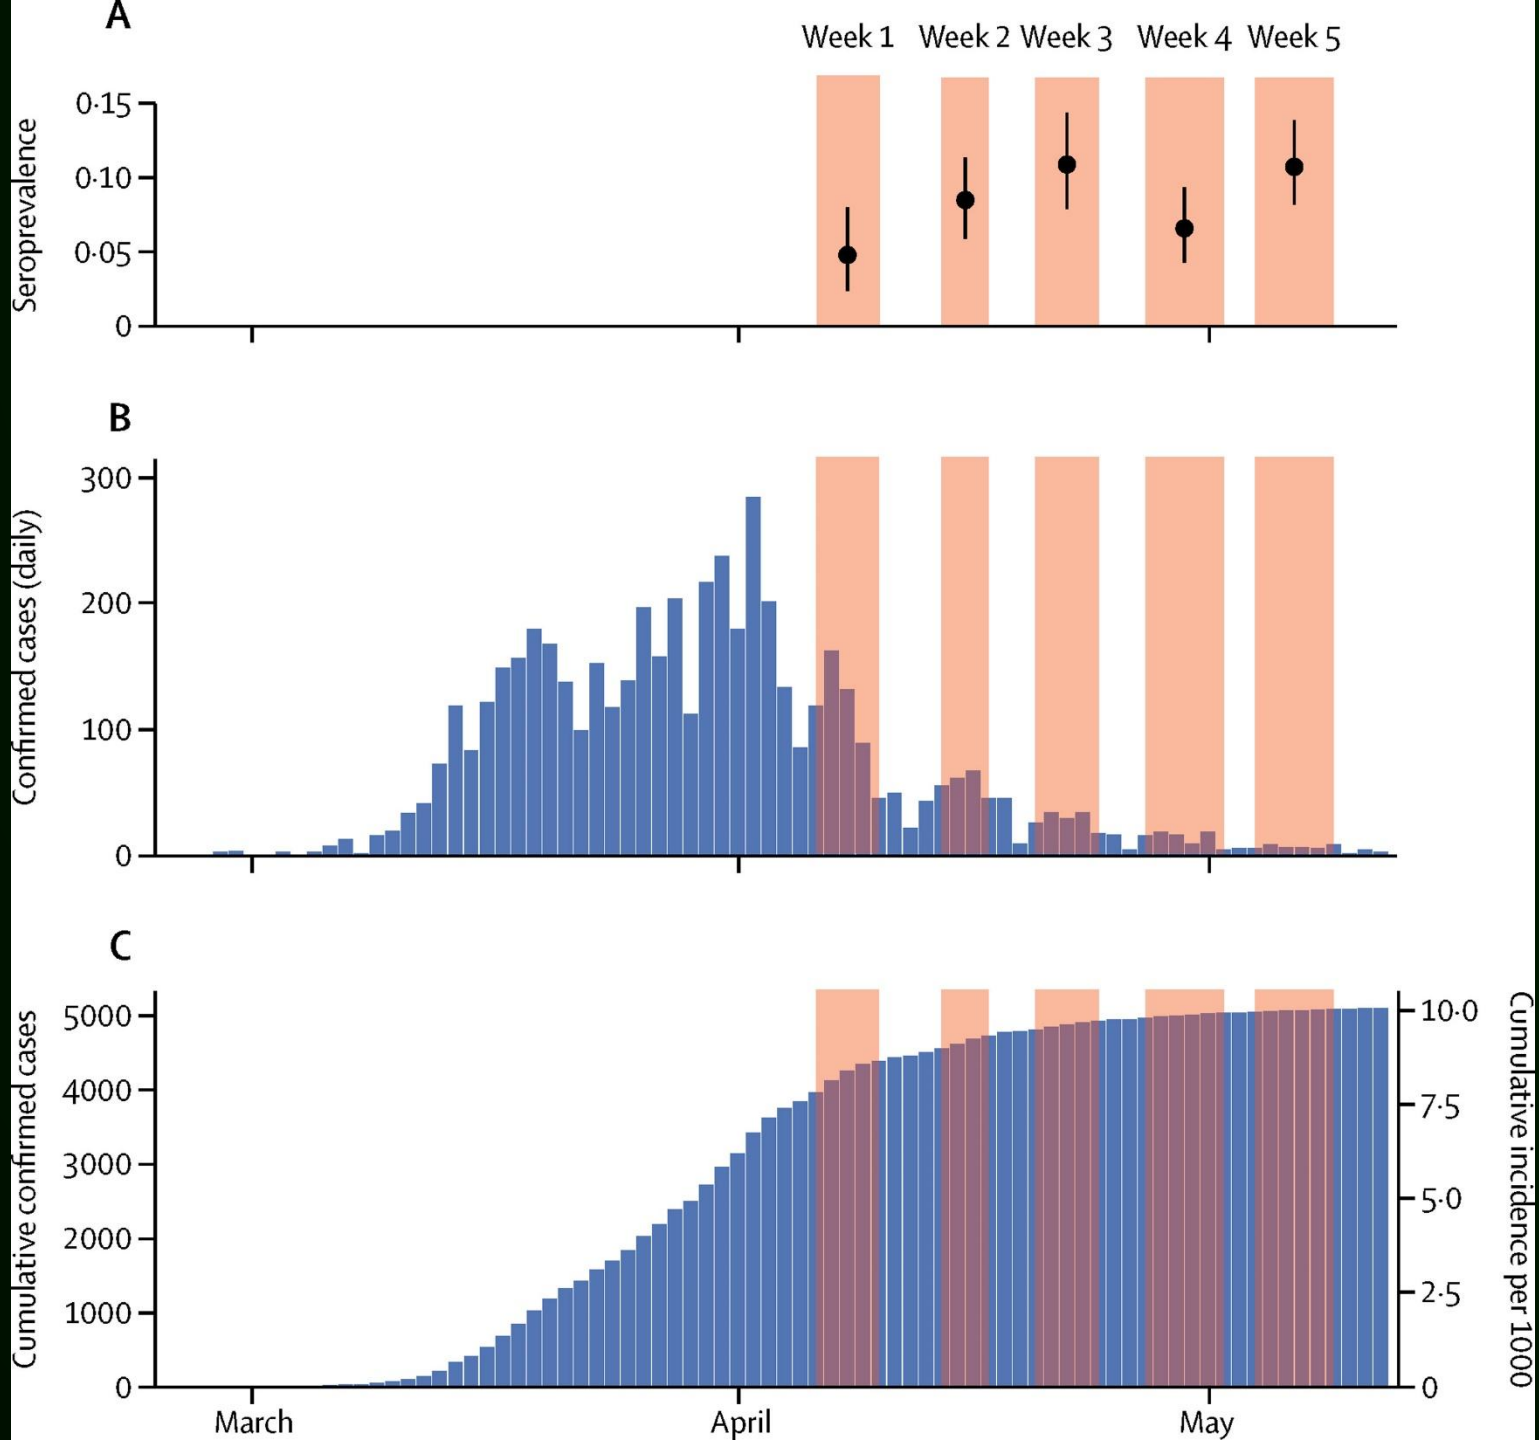 A
Week 1 Week 2 Week 3 Week 4 Week 5
Seroprevalence
0·15
0·10
0·05
0
B
Confirmed cases (daily)
300
200
100
0
C
Cumulative confirmed cases
5000
4000
3000
2000
1000
0
10·0
7·5
5·0
2·5
0
Cumulative incidence per 1000
March April May